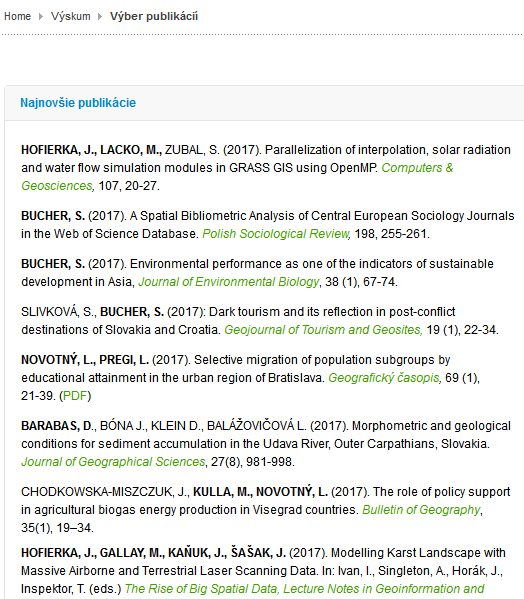 Home Výskum Výber publikácií
Najnovšie publikácie
HOFIERKA, J., LACKO, M., ZUBAL, S. (2017). Parallelization of interpolation, solar radiation
and water flow simulation modules in GRASS GIS using OpenMP. Computers &
Geosciences, 107, 20-27.
BUCHER, S. (2017). A Spatial Bibliometric Analysis of Central European Sociology Journals
in the Web of Science Database. Polish Sociological Review, 198, 255-261.
BUCHER, S. (2017). Environmental performance as one of the indicators of sustainable
development in Asia, Journal of Environmental Biology, 38 (1), 67-74.
SLIVKOVÁ, S., BUCHER, S. (2017): Dark tourism and its reflection in post-conflict
destinations of Slovakia and Croatia. Geojournal of Tourism and Geosites, 19 (1), 22-34.
NOVOTNÝ, L., PREGI, L. (2017). Selective migration of population subgroups by
educational attainment in the urban region of Bratislava. Geografický časopis, 69 (1),
21-39. (PDF)
BARABAS, D., BÓNA J., KLEIN D., BALÁŽOVIČOVÁ L. (2017). Morphometric and geological
conditions for sediment accumulation in the Udava River, Outer Carpathians, Slovakia.
Journal of Geographical Sciences, 27(8), 981-998.
CHODKOWSKA-MISZCZUK, J., KULLA, M., NOVOTNÝ, L. (2017). The role of policy support
in agricultural biogas energy production in Visegrad countries. Bulletin of Geography,
35(1), 19–34.
HOFIERKA, J., GALLAY, M., KAŇUK, J., ŠAŠAK, J. (2017). Modelling Karst Landscape with
Massive Airborne and Terrestrial Laser Scanning Data. In: Ivan, I., Singleton, A., Horák, J.,
Inspektor, T. (eds.) The Rise of Big Spatial Data, Lecture Notes in Geoinformation and